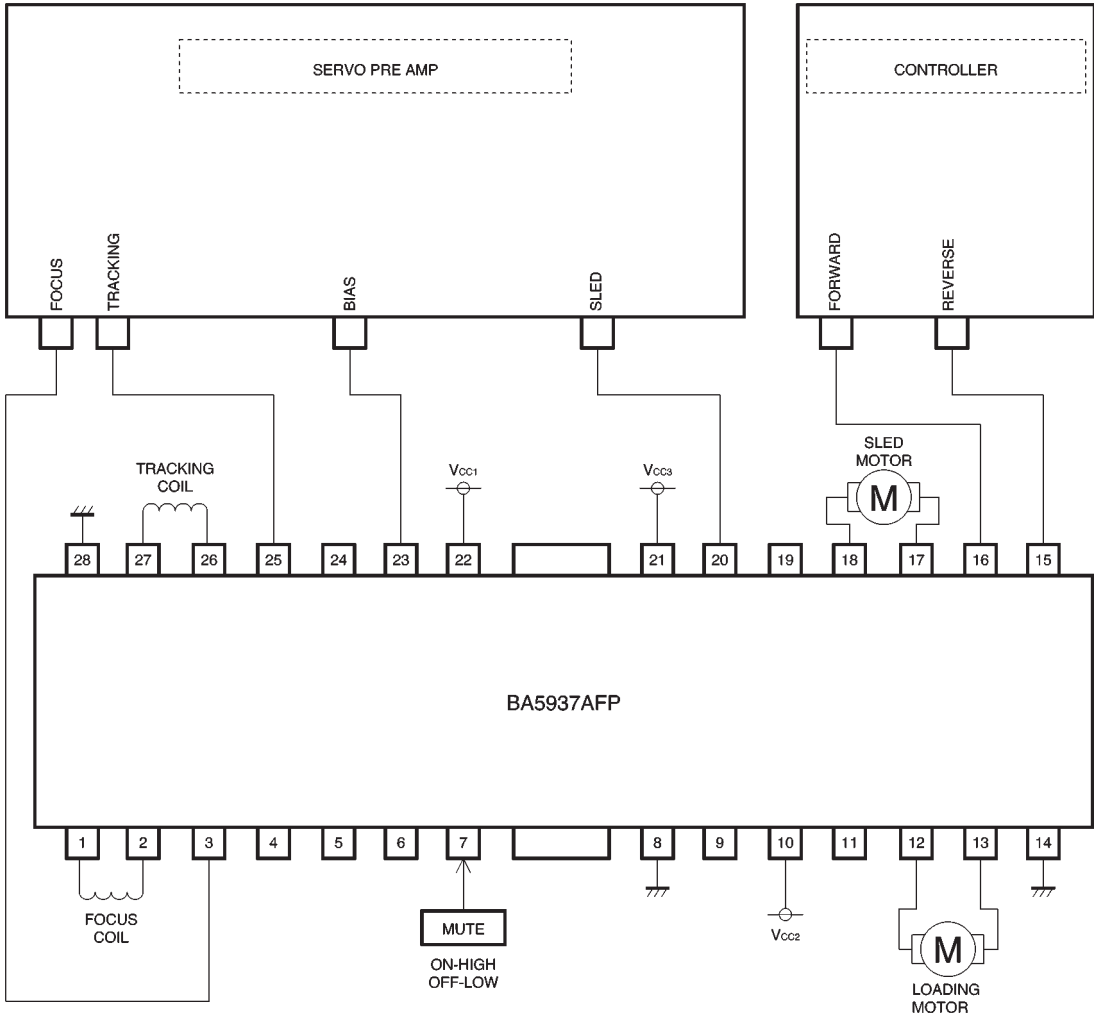 SERVO PRE AMP
CONTROLLER
FOCUS
TRACKING
BIAS
SLED
FORWARD
REVERSE
TRACKING
COIL
VCC1
VCC3
SLED
MOTOR
M
28 27 26 25 24 23 22 21 20 19 18 17 16 15
BA5937AFP
1 2 3 4 5 6 7 8 9 10 11 12 13 14
FOCUS
COIL
MUTE
ON-HIGH
OFF-LOW
VCC2
M
LOADING
MOTOR